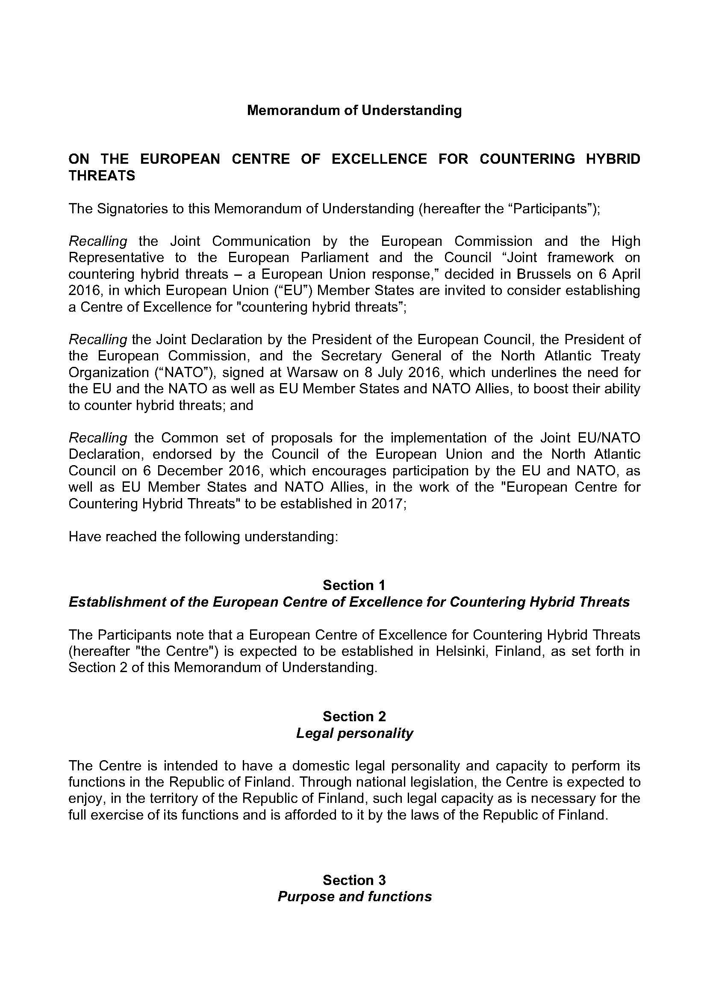 Memorandum of Understanding
ON THE EUROPEAN CENTRE OF EXCELLENCE FOR COUNTERING HYBRID
THREATS
The Signatories to this Memorandum of Understanding (hereafter the “Participants”);
Recalling the Joint Communication by the European Commission and the High
Representative to the European Parliament and the Council “Joint framework on
countering hybrid threats – a European Union response,” decided in Brussels on 6 April
2016, in which European Union (“EU”) Member States are invited to consider establishing
a Centre of Excellence for "countering hybrid threats”;
Recalling the Joint Declaration by the President of the European Council, the President of
the European Commission, and the Secretary General of the North Atlantic Treaty
Organization (“NATO”), signed at Warsaw on 8 July 2016, which underlines the need for
the EU and the NATO as well as EU Member States and NATO Allies, to boost their ability
to counter hybrid threats; and
Recalling the Common set of proposals for the implementation of the Joint EU/NATO
Declaration, endorsed by the Council of the European Union and the North Atlantic
Council on 6 December 2016, which encourages participation by the EU and NATO, as
well as EU Member States and NATO Allies, in the work of the "European Centre for
Countering Hybrid Threats" to be established in 2017;
Have reached the following understanding:
Section 1
Establishment of the European Centre of Excellence for Countering Hybrid Threats
The Participants note that a European Centre of Excellence for Countering Hybrid Threats
(hereafter "the Centre") is expected to be established in Helsinki, Finland, as set forth in
Section 2 of this Memorandum of Understanding.
Section 2
Legal personality
The Centre is intended to have a domestic legal personality and capacity to perform its
functions in the Republic of Finland. Through national legislation, the Centre is expected to
enjoy, in the territory of the Republic of Finland, such legal capacity as is necessary for the
full exercise of its functions and is afforded to it by the laws of the Republic of Finland.
Section 3
Purpose and functions